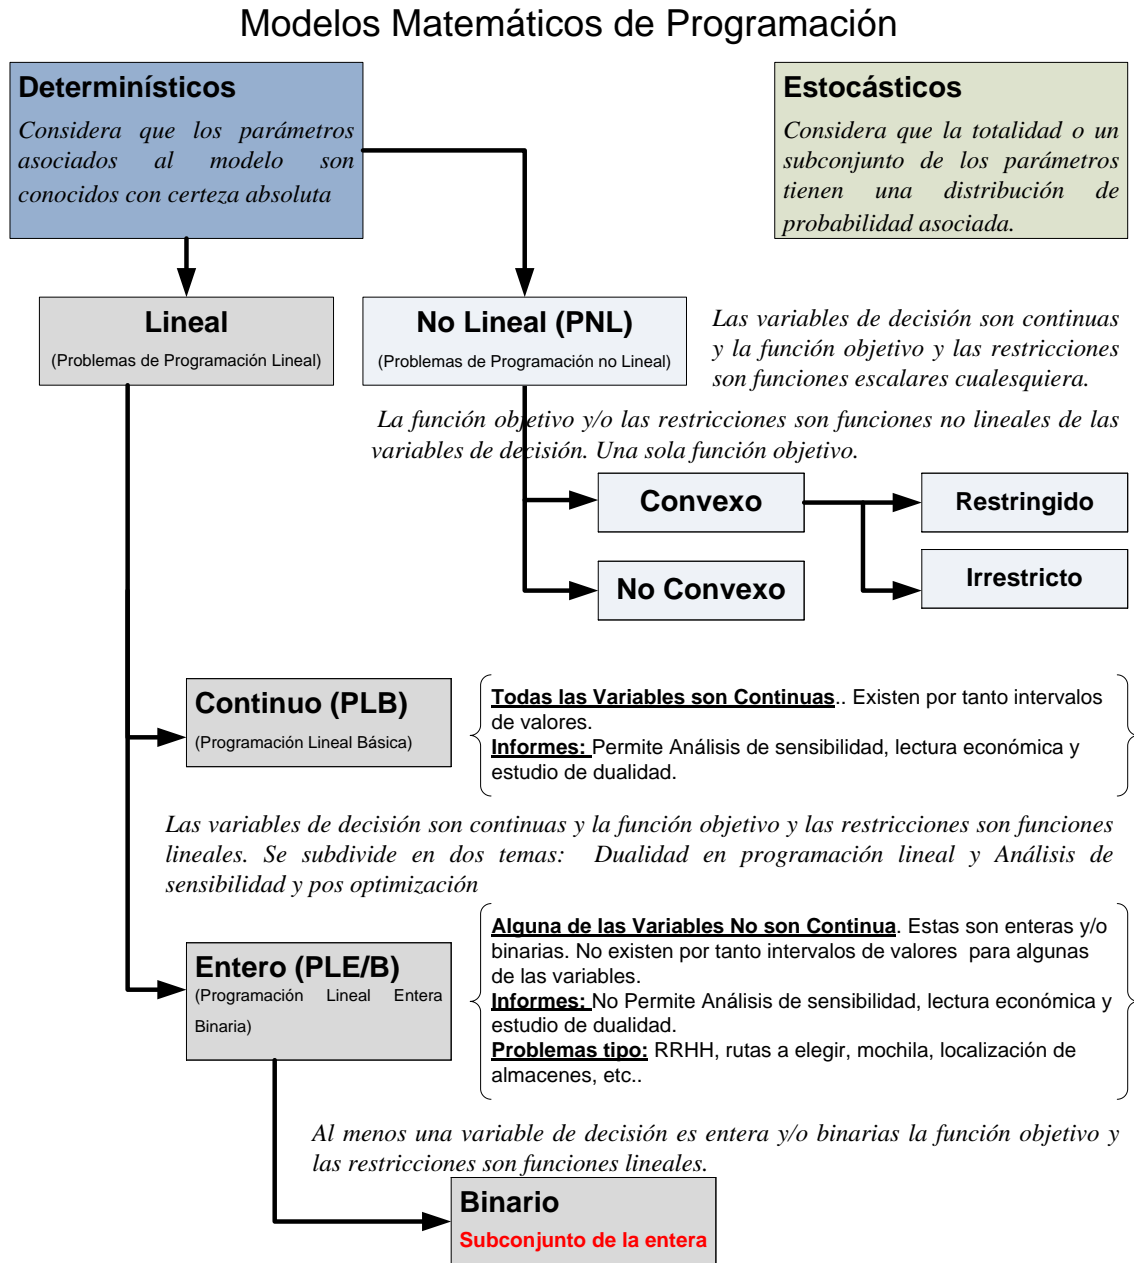 Modelos Matemáticos de Programación
Determinísticos
Considera que los parámetros
asociados al modelo son
conocidos con certeza absoluta
Estocásticos
Considera que la totalidad o un
subconjunto de los parámetros
tienen una distribución de
probabilidad asociada.
Lineal
(Problemas de Programación Lineal)
No Lineal (PNL)
(Problemas de Programación no Lineal)
Las variables de decisión son continuas
y la función objetivo y las restricciones
son funciones escalares cualesquiera.
La función objetivo y/o las restricciones son funciones no lineales de las
variables de decisión. Una sola función objetivo.
Convexo
Restringido
Irrestricto
No Convexo
Continuo (PLB)
(Programación Lineal Básica)
Todas las Variables son Continuas.. Existen por tanto intervalos
de valores.
Informes: Permite Análisis de sensibilidad, lectura económica y
estudio de dualidad.
Las variables de decisión son continuas y la función objetivo y las restricciones son funciones
lineales. Se subdivide en dos temas: Dualidad en programación lineal y Análisis de
sensibilidad y pos optimización
Entero (PLE/B)
(Programación Lineal Entera
Binaria)
Alguna de las Variables No son Continua. Estas son enteras y/o
binarias. No existen por tanto intervalos de valores para algunas
de las variables.
Informes: No Permite Análisis de sensibilidad, lectura económica y
estudio de dualidad.
Problemas tipo: RRHH, rutas a elegir, mochila, localización de
almacenes, etc..
Al menos una variable de decisión es entera y/o binarias la función objetivo y
las restricciones son funciones lineales.
Binario
Subconjunto de la entera